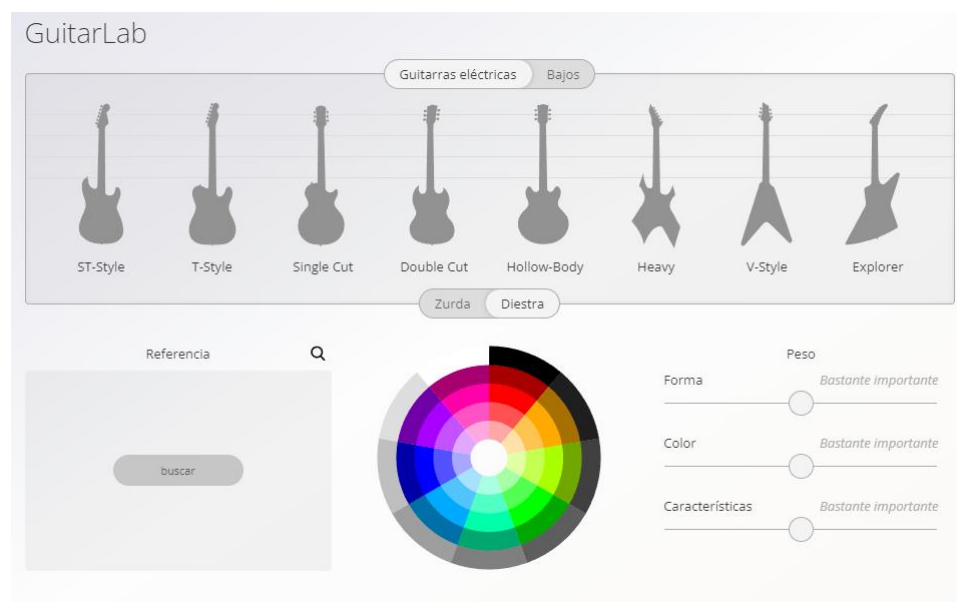 GuitarLab
Guitarras eléctricas Bajos
ST-Style T-Style Single Cut Double Cut Hollow-Body Heavy V-Style Explorer
Zurda Diestra
Referencia
buscar
Peso
Forma Bastante importante
Color Bastante importante
Características Bastante importante